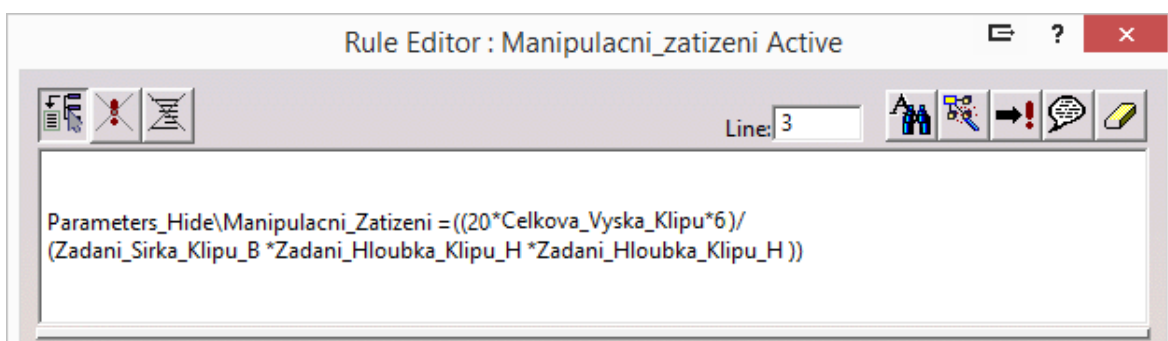 Rule Editor : Manipulacni_zatizeni Active
Line: 3
Parameters_Hide\Manipulacni_Zatizeni =((20*Celkova_Vyska_Klipu*6)/
(Zadani_Sirka_Klipu_B *Zadani_Hloubka_Klipu_H *Zadani_Hloubka_Klipu_H ))